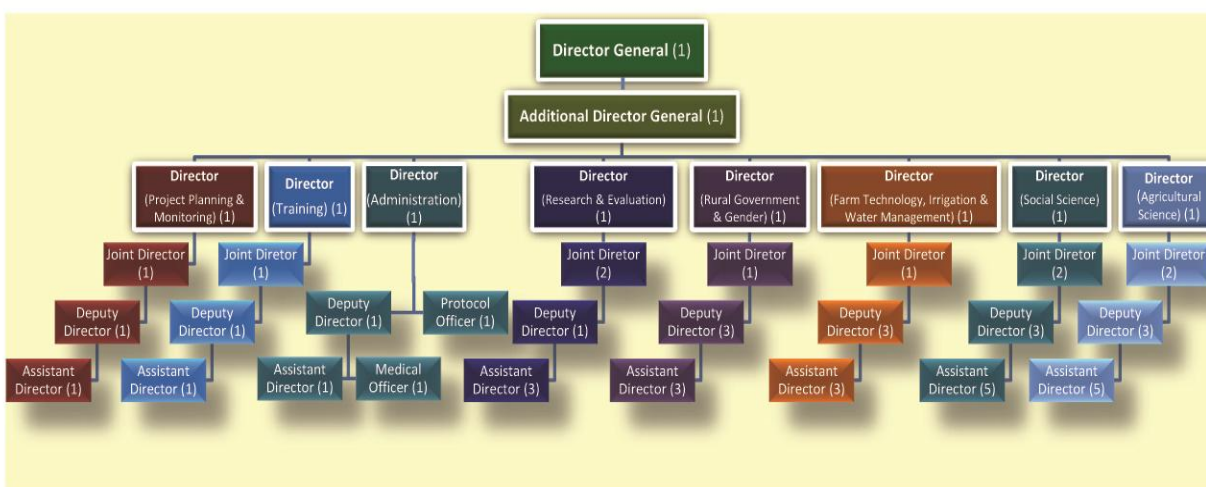 Director General (1)
Additional Director General (1)
Director
(Project Planning &
Monitoring) (1)
Director
(Training) (1)
Director
(Administration)
(1)
Director
(Research & Evaluation)
(1)
Director
(Rural Government
& Gender) (1)
Director
(Farm Technology, Irrigation &
Water Management) (1)
Director
(Social Science)
(1)
Director
(Agricultural
Science) (1)
Joint Director
(1)
Joint Diretor
(1)
Joint Diretor
(2)
Joint Diretor
(1)
Joint Diretor
(1)
Joint Diretor
(2)
Joint Diretor
(2)
Deputy
Director (1)
Deputy
Director (1)
Deputy
Director (1)
Protocol
Officer (1)
Deputy
Director (1)
Deputy
Director (3)
Deputy
Director (3)
Deputy
Director (3)
Deputy
Director (3)
Assistant
Director (1)
Assistant
Director (1)
Assistant
Director (1)
Medical
Officer (1)
Assistant
Director (3)
Assistant
Director (3)
Assistant
Director (3)
Assistant
Director (5)
Assistant
Director (5)